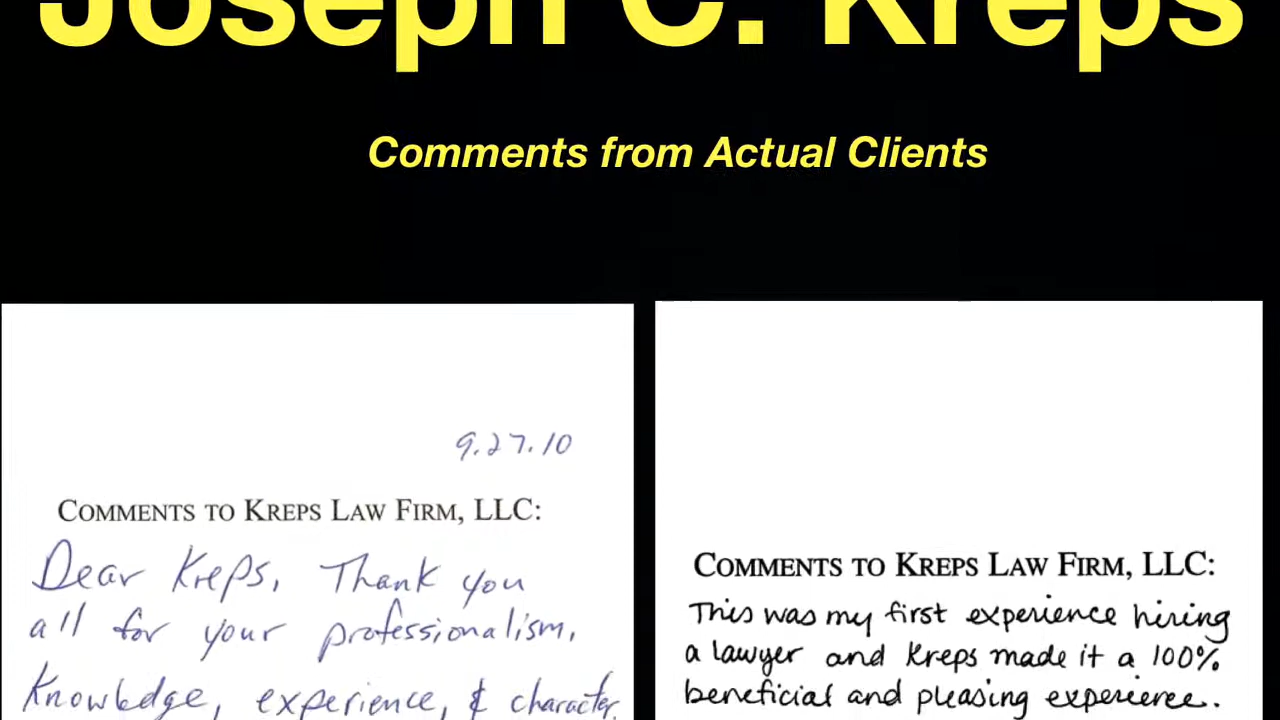 Joseph C. Kreps
Comments from Actual Clients
9.27.10
COMMENTS TO KREPS LAW FIRM, LLC:
Dear Kreps, Thank you
all for your professionalism,
knowledge, experience, & character.
COMMENTS TO KREPS LAW FIRM, LLC:
This was my first experience hiring
a lawyer and Kreps made it a 100%
beneficial and pleasing experience.